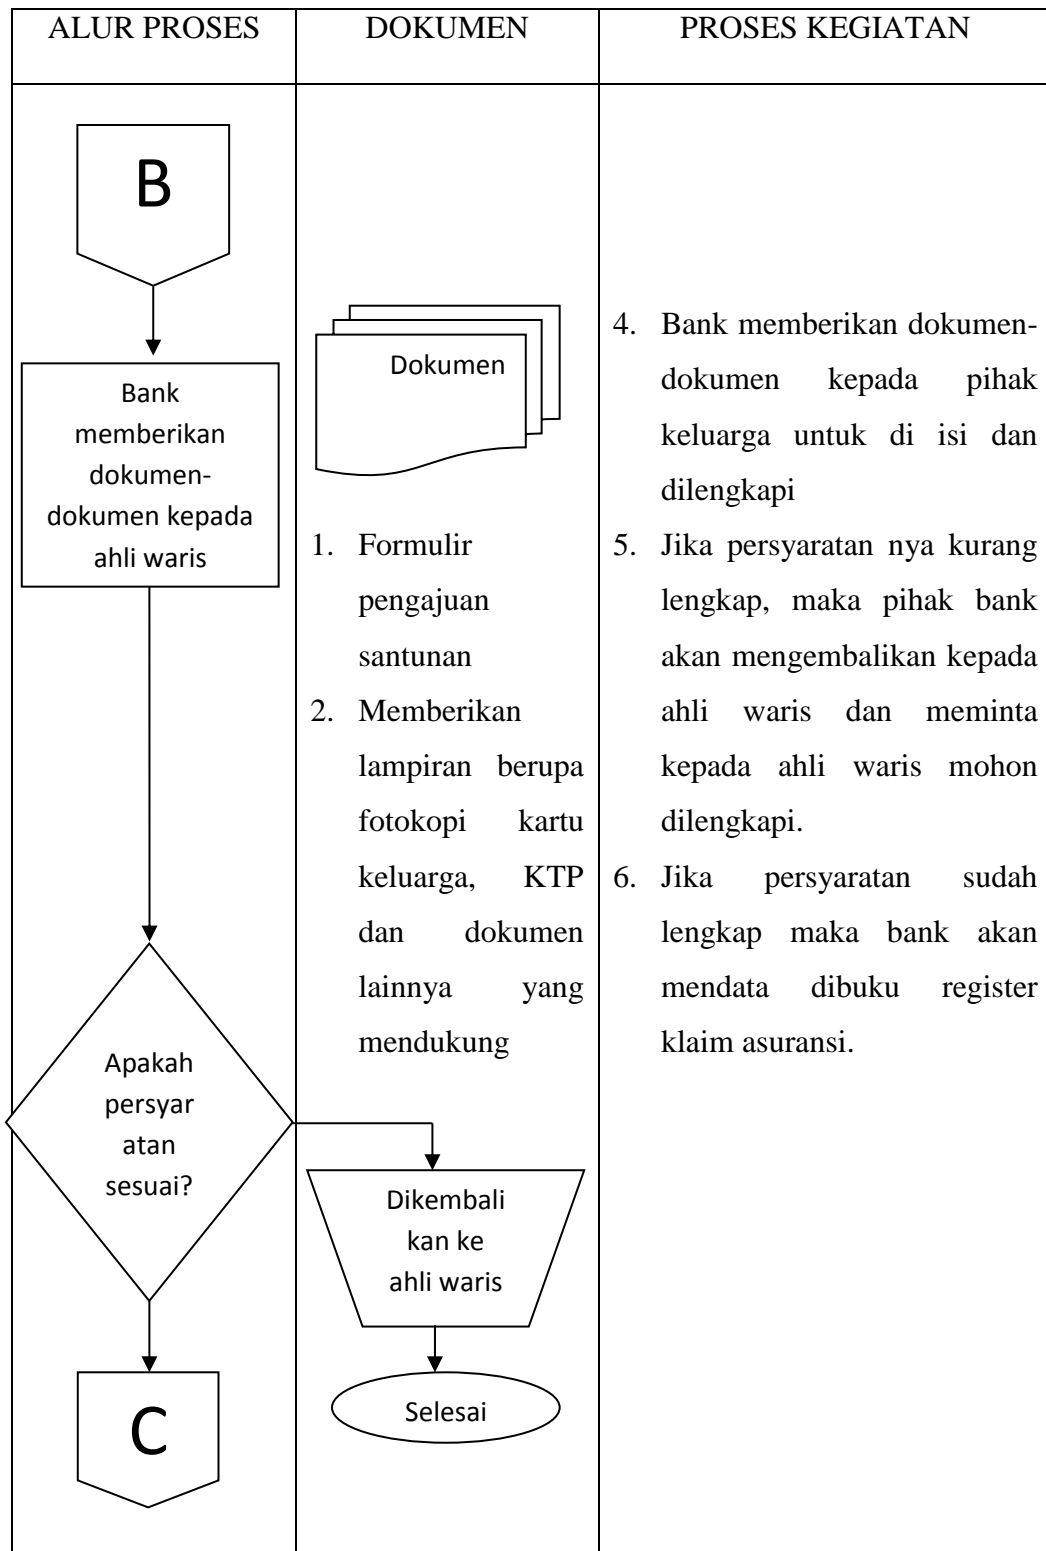 ALUR PROSES
DOKUMEN
PROSES KEGIATAN
B
Bank
memberikan
dokumen-
dokumen kepada
ahli waris
Apakah
persyar
atan
sesuai?
C
Dokumen
1. Formulir
pengajuan
santunan
2. Memberikan
lampiran berupa
fotokopi kartu
keluarga, KTP
dan dokumen
lainnya yang
mendukung
Dikembali
kan ke
ahli waris
Selesai
4. Bank memberikan dokumen-
dokumen kepada pihak
keluarga untuk di isi dan
dilengkapi
5. Jika persyaratan nya kurang
lengkap, maka pihak bank
akan mengembalikan kepada
ahli waris dan meminta
kepada ahli waris mohon
dilengkapi.
6. Jika persyaratan sudah
lengkap maka bank akan
mendata dibuku register
klaim asuransi.